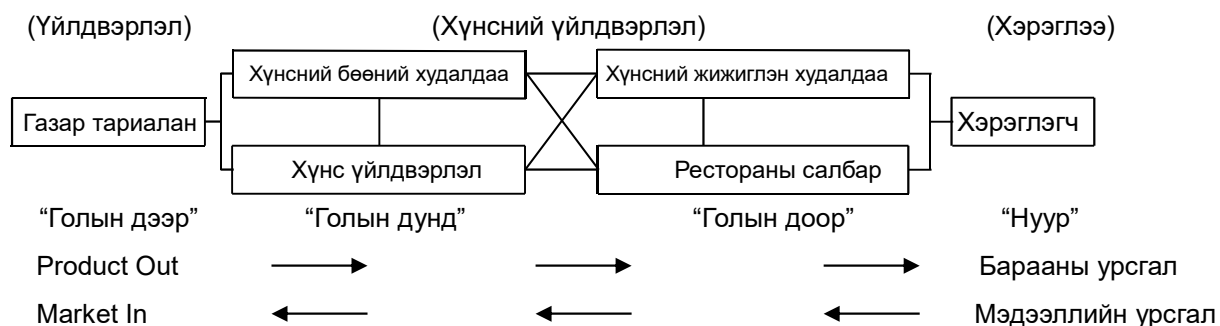 (Үйлдвэрлэл) (Хүнсний үйлдвэрлэл) (Хэрэглээ)
Хүнсний бөөний худалдаа Хүнсний жижиглэн худалдаа
Газар тариалан Хэрэглэгч
Хүнс үйлдвэрлэл Рестораны салбар
“Голын дээр” “Голын дунд” “Голын доор” “Нуур”
Product Out Барааны урсгал
Market In Мэдээллийн урсгал